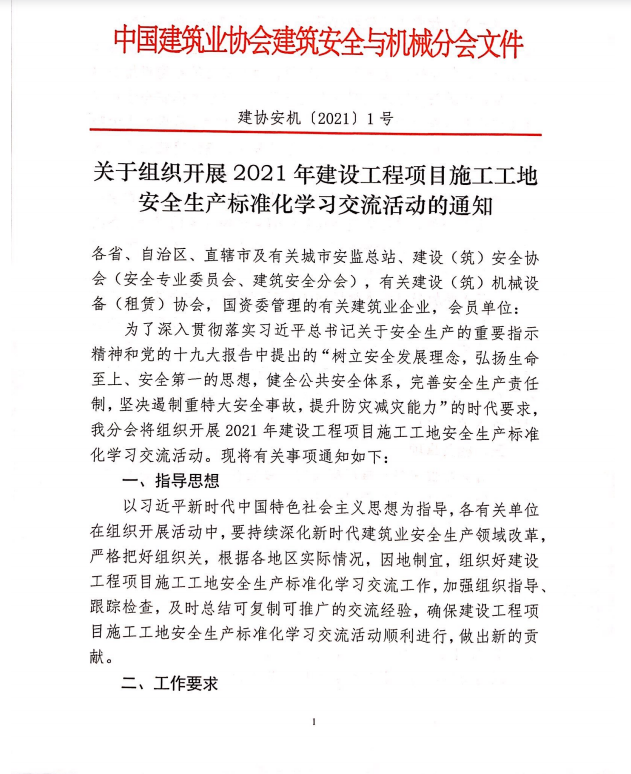 中国建筑业协会建筑安全与机械分会文件
建协安机〔2021〕1号
关于组织开展 2021 年建设工程项目施工工地
安全生产标准化学习交流活动的通知
各省、自治区、直辖市及有关城市安监总站、建设（筑）安全协
会（安全专业委员会、建筑安全分会），有关建设（筑）机械设
备（租赁）协会，国资委管理的有关建筑业企业，会员单位：
为了深入贯彻落实习近平总书记关于安全生产的重要指示
精神和党的十九大报告中提出的“树立安全发展理念，弘扬生命
至上、安全第一的思想，健全公共安全体系，完善安全生产责任
制，坚决遏制重特大安全事故，提升防灾减灾能力”的时代要求，
我分会将组织开展 2021 年建设工程项目施工工地安全生产标准
化学习交流活动。现将有关事项通知如下：
一、指导思想
以习近平新时代中国特色社会主义思想为指导，各有关单位
在组织开展活动中，要持续深化新时代建筑业安全生产领域改革，
严格把好组织关，根据各地区实际情况，因地制宜，组织好建设
工程项目施工工地安全生产标准化学习交流工作，加强组织指导、
跟踪检查，及时总结可复制可推广的交流经验，确保建设工程项
目施工工地安全生产标准化学习交流活动顺利进行，做出新的贡
献。
二、工作要求
1